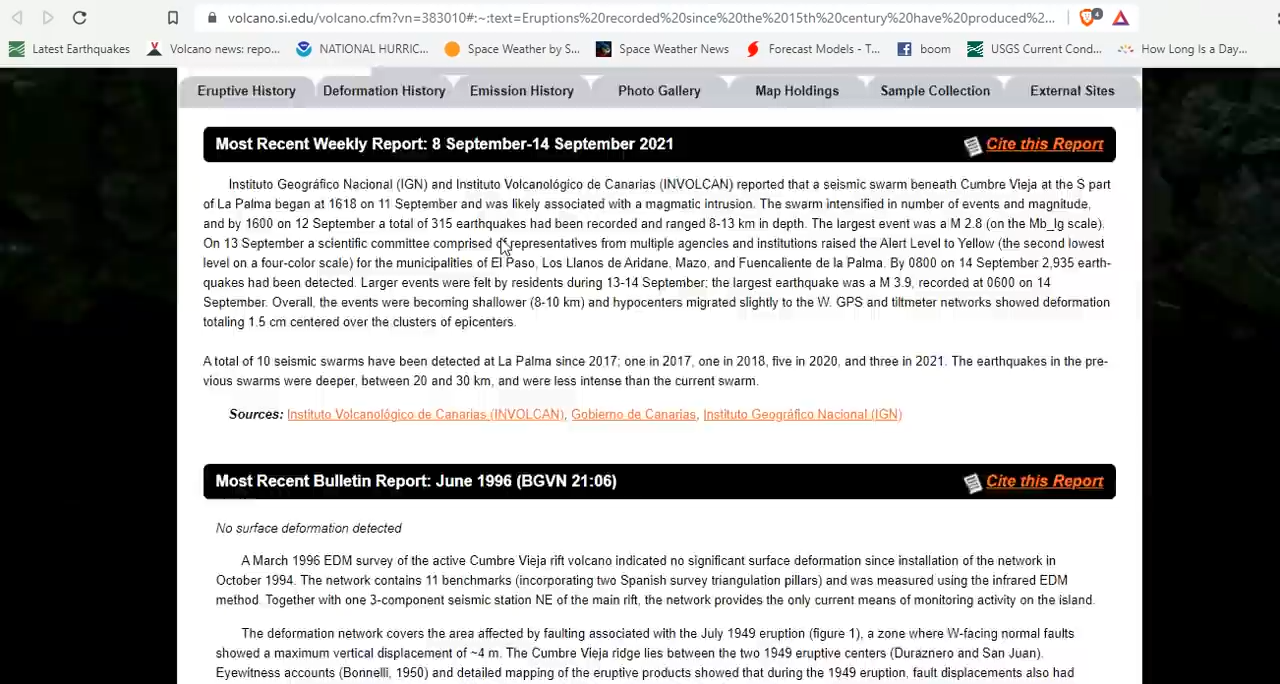 volcano.si.edu/volcano.cfm?vn=383010#:~:text=Eruptions%20recorded%20since%20the%2015th%20century%20have%20produced%2...
4
Latest Earthquakes
Volcano news: repo...
NATIONAL HURRIC...
Space Weather by S...
Space Weather News
Forecast Models - T...
boom
USGS Current Cond...
How Long Is a Day...
Eruptive History
Deformation History
Emission History
Photo Gallery
Map Holdings
Sample Collection
External Sites
Most Recent Weekly Report: 8 September-14 September 2021
Cite this Report
Instituto Geográfico Nacional (IGN) and Instituto Volcanológico de Canarias (INVOLCAN) reported that a seismic swarm beneath Cumbre Vieja at the S part
of La Palma began at 1618 on 11 September and was likely associated with a magmatic intrusion. The swarm intensified in number of events and magnitude,
and by 1600 on 12 September a total of 315 earthquakes had been recorded and ranged 8-13 km in depth. The largest event was a M 2.8 (on the Mb_lg scale).
On 13 September a scientific committee comprised of representatives from multiple agencies and institutions raised the Alert Level to Yellow (the second lowest
level on a four-color scale) for the municipalities of El Paso, Los Llanos de Aridane, Mazo, and Fuencaliente de la Palma. By 0800 on 14 September 2,935 earth-
quakes had been detected. Larger events were felt by residents during 13-14 September; the largest earthquake was a M 3.9, recorded at 0600 on 14
September. Overall, the events were becoming shallower (8-10 km) and hypocenters migrated slightly to the W. GPS and tiltmeter networks showed deformation
totaling 1.5 cm centered over the clusters of epicenters.
A total of 10 seismic swarms have been detected at La Palma since 2017; one in 2017, one in 2018, five in 2020, and three in 2021. The earthquakes in the pre-
vious swarms were deeper, between 20 and 30 km, and were less intense than the current swarm.
Sources: Instituto Volcanológico de Canarias (INVOLCAN), Gobierno de Canarias, Instituto Geográfico Nacional (IGN)
Most Recent Bulletin Report: June 1996 (BGVN 21:06)
Cite this Report
No surface deformation detected
A March 1996 EDM survey of the active Cumbre Vieja rift volcano indicated no significant surface deformation since installation of the network in
October 1994. The network contains 11 benchmarks (incorporating two Spanish survey triangulation pillars) and was measured using the infrared EDM
method. Together with one 3-component seismic station NE of the main rift, the network provides the only current means of monitoring activity on the island.
The deformation network covers the area affected by faulting associated with the July 1949 eruption (figure 1), a zone where W-facing normal faults
showed a maximum vertical displacement of ~4 m. The Cumbre Vieja ridge lies between the two 1949 eruptive centers (Duraznero and San Juan).
Eyewitness accounts (Bonnelli, 1950) and detailed mapping of the eruptive products showed that during the 1949 eruption, fault displacements also had